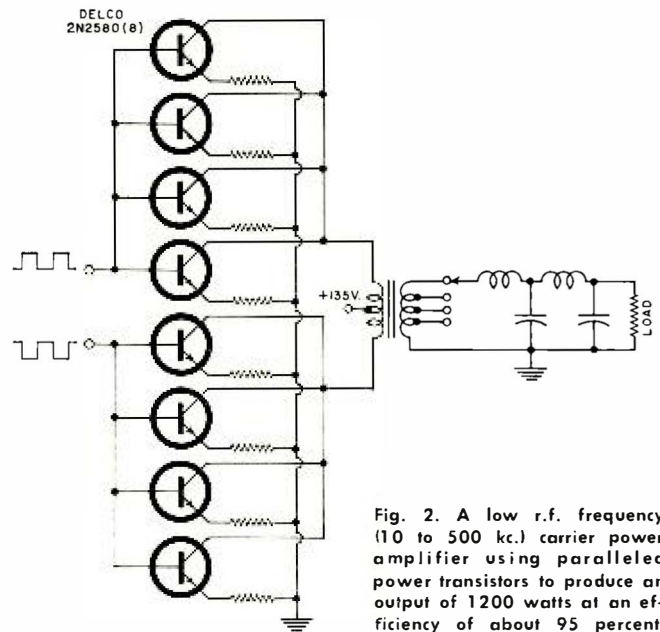 DELCO
2N2580(8)
+135V.
LOAD
Fig. 2. A low r.f. frequency
(10 to 500 kc.) carrier power
amplifier using paralleled
power transistors to produce an
output of 1200 watts at an ef-
ficiency of about 95 percent